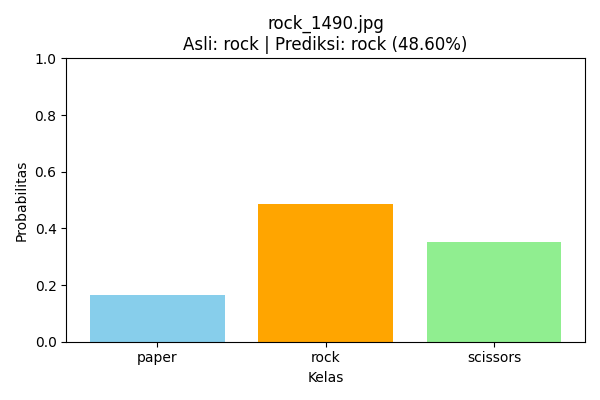 rock_1490.jpg
Asli: rock | Prediksi: rock (48.60%)
1.0
0.8
0.6
0.4
0.2
0.0
Probabilitas
paper rock scissors
Kelas